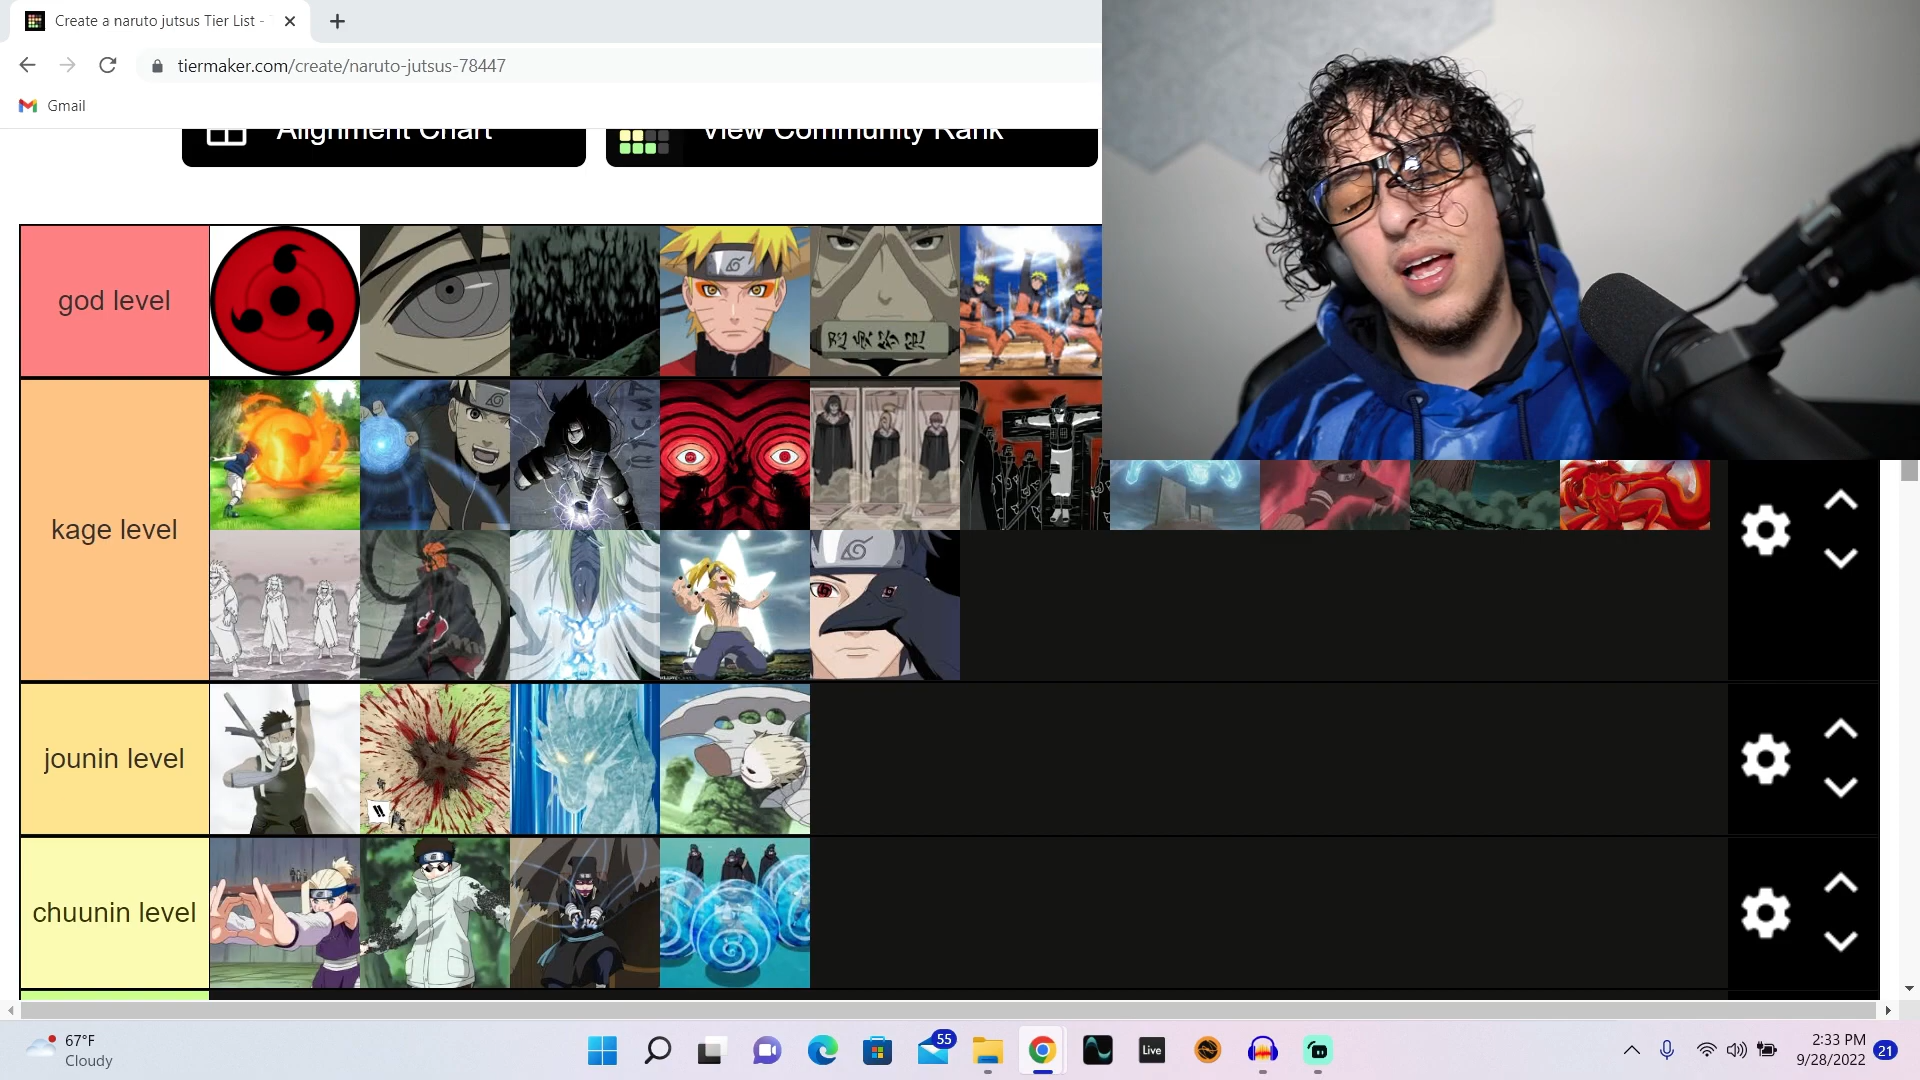 Create a naruto jutsus Tier List -
tiermaker.com/create/naruto-jutsus-78447
Gmail
Alignment Chart
View Community Rank
god level
kage level
jounin level
chuunin level
67°F
Cloudy
55
Live
2:33 PM
9/28/2022
21